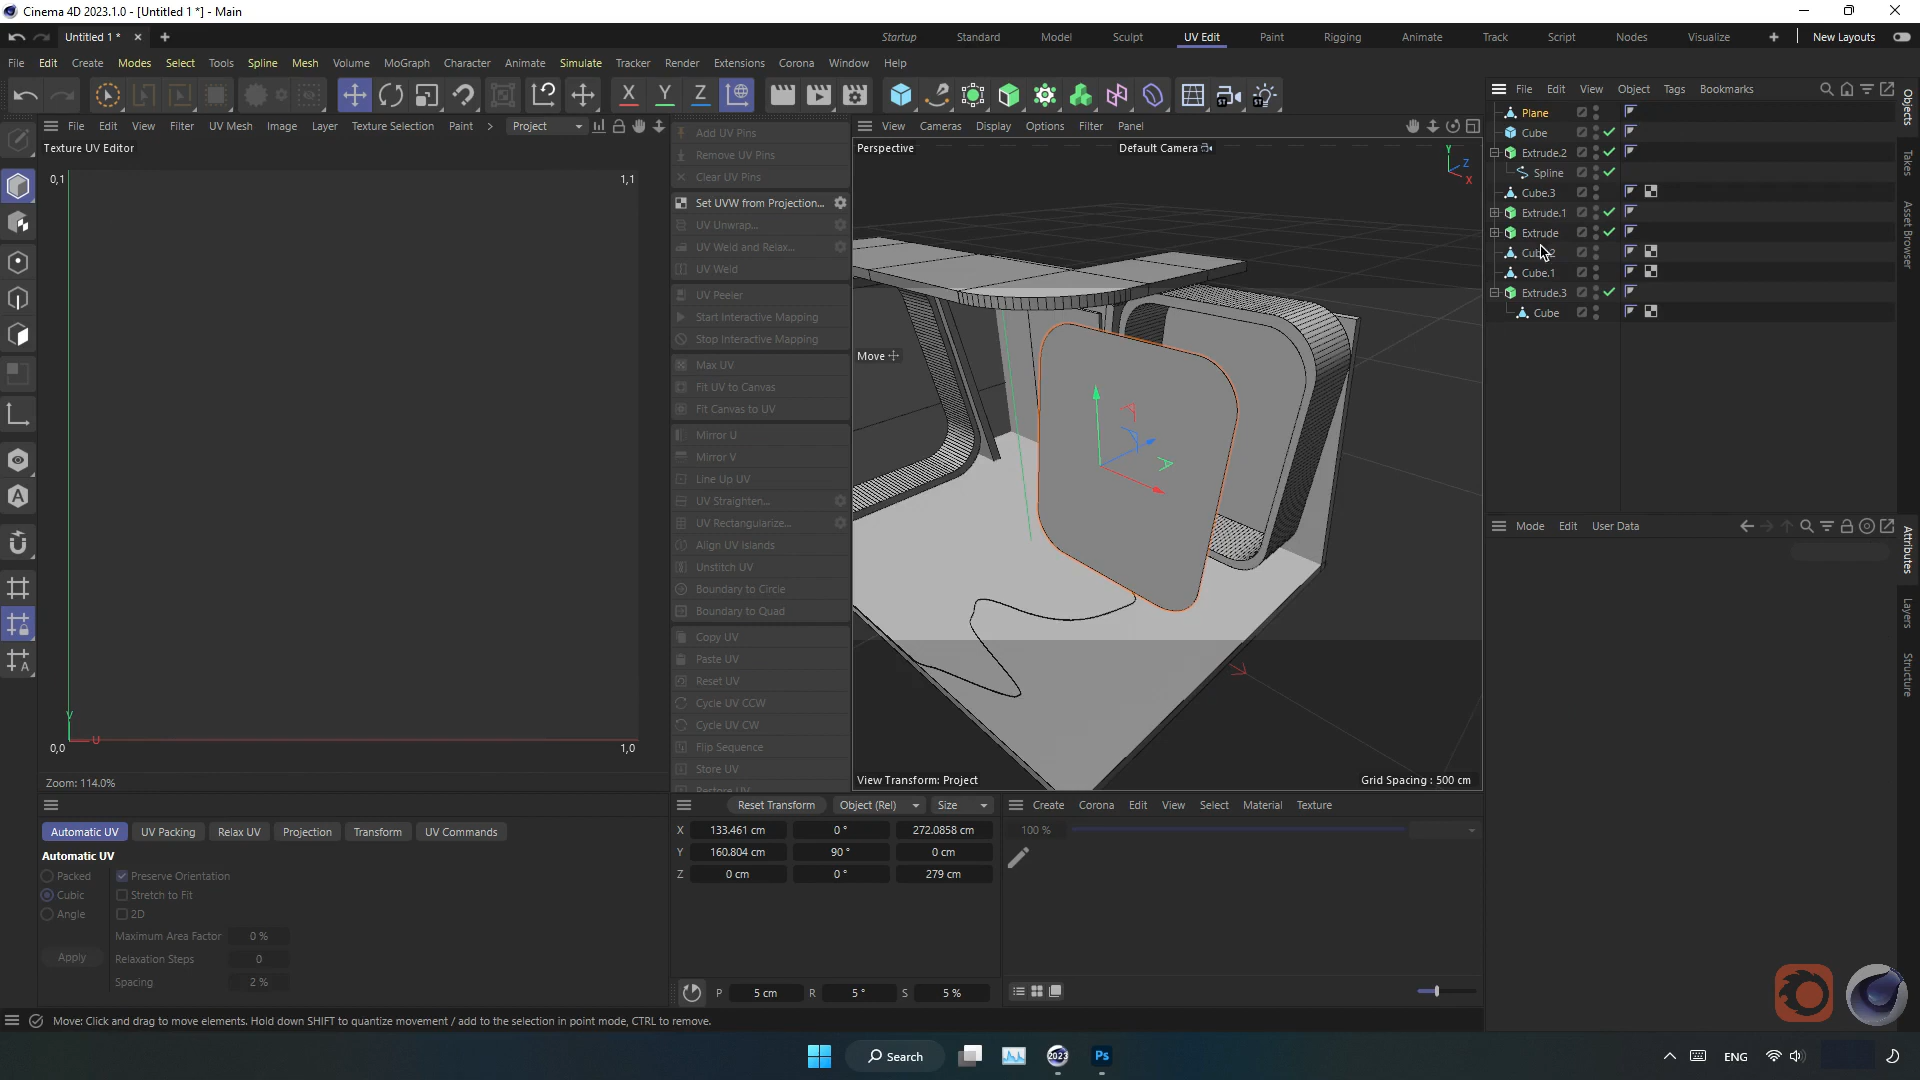 Cinema 4D 2023.1.0 - [Untitled 1 *] - Main
Untitled 1 *
Startup Standard Model Sculpt UV Edit Paint Rigging Animate Track Script Nodes Visualize New Layouts
File Edit Create Modes Select Tools Spline Mesh Volume MoGraph Character Animate Simulate Tracker Render Extensions Corona Window Help
X Y Z
ST ST
File Edit View Object Tags Bookmarks
File Edit View Filter UV Mesh Image Layer Texture Selection Paint Project
Texture UV Editor
0,1 1,1
V
U
0,0 1,0
Zoom: 114.0%
Add UV Pins
Remove UV Pins
Clear UV Pins
Set UVW from Projection...
UV Unwrap...
UV Weld and Relax...
UV Weld
UV Peeler
Start Interactive Mapping
Stop Interactive Mapping
Max UV
Fit UV to Canvas
Fit Canvas to UV
Mirror U
Mirror V
Line Up UV
UV Straighten...
UV Rectangularize...
Align UV Islands
Unstitch UV
Boundary to Circle
Boundary to Quad
Copy UV
Paste UV
Reset UV
Cycle UV CCW
Cycle UV CW
Flip Sequence
Store UV
Restore UV
View Cameras Display Options Filter Panel
Perspective
Default Camera
Y
Z
X
Move
View Transform: Project
Grid Spacing : 500 cm
Plane
Cube
Extrude.2
Spline
Cube.3
Extrude.1
Extrude
Cube.1
Extrude.3
Cube
Objects
Takes
Asset Browser
Mode Edit User Data
Attributes
Layers
Structure
Automatic UV UV Packing Relax UV Projection Transform UV Commands
Automatic UV
Packed Preserve Orientation
Cubic Stretch to Fit
Angle 2D
Maximum Area Factor 0 %
Apply Relaxation Steps 0
Spacing 2 %
Reset Transform Object (Rel) Size
X 133.461 cm 0 ° 272.0858 cm
Y 160.804 cm 90 ° 0 cm
Z 0 cm 0 ° 279 cm
P 5 cm R 5 ° S 5 %
Create Corona Edit View Select Material Texture
100 %
Move: Click and drag to move elements. Hold down SHIFT to quantize movement / add to the selection in point mode, CTRL to remove.
Search
2023
Ps
ENG